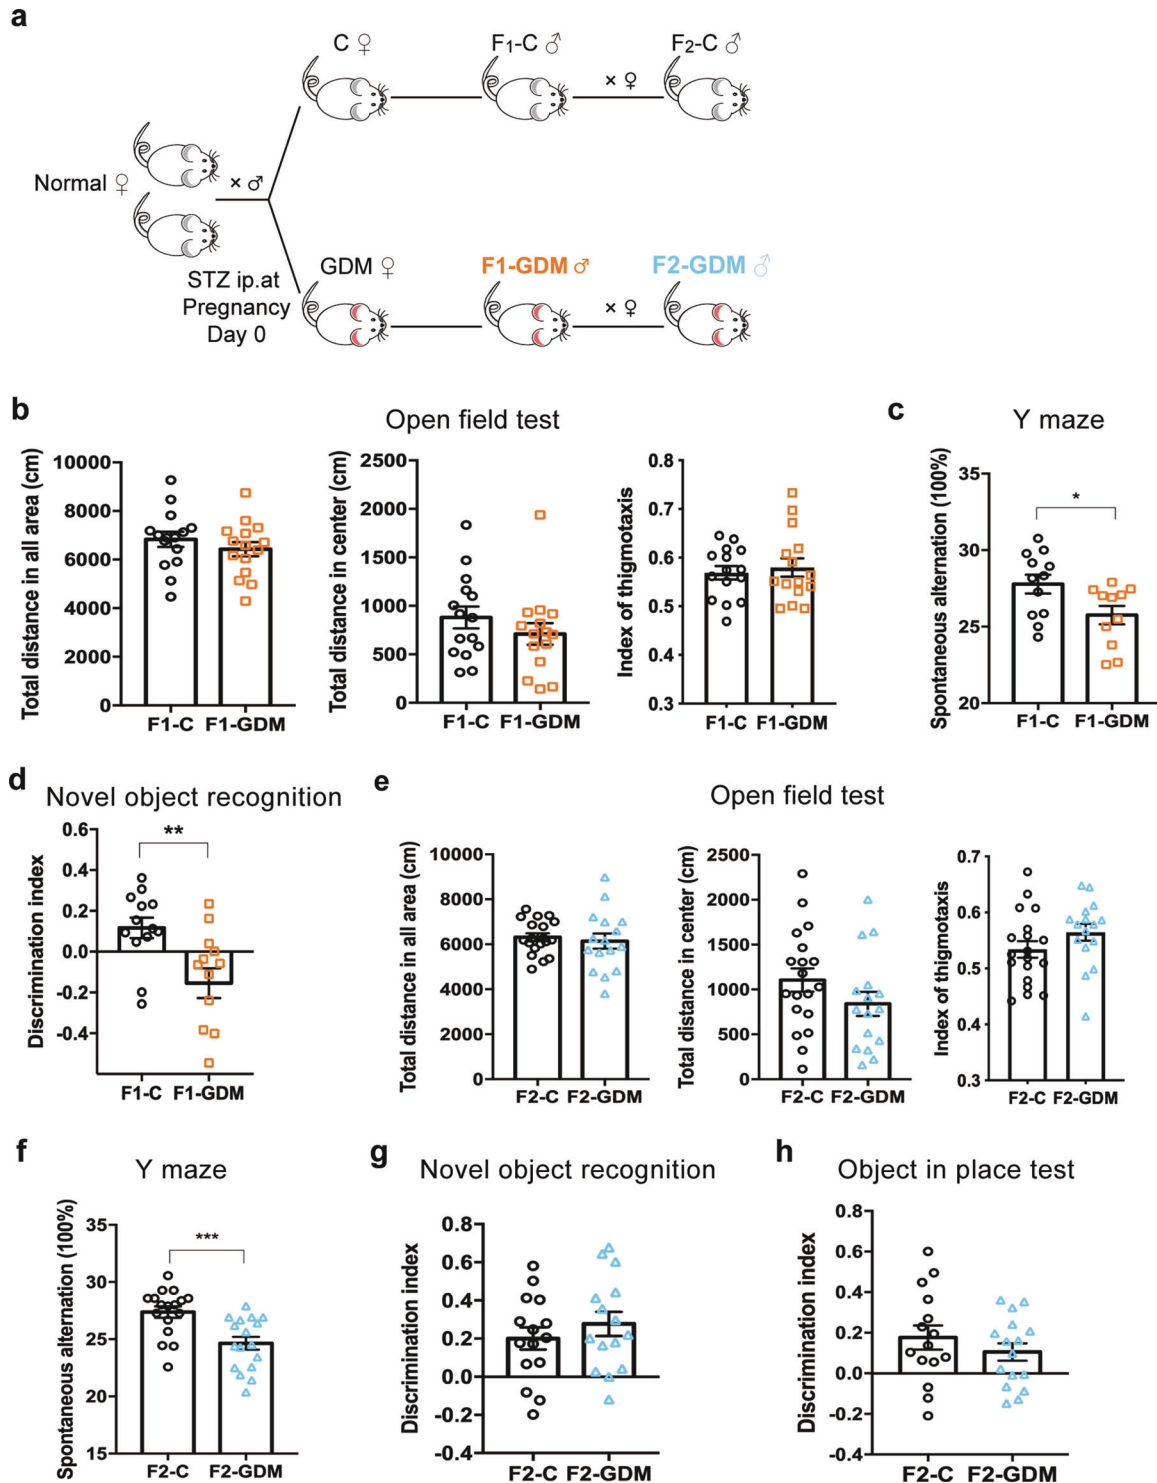 a
C ♀
F1-C ♂
F2-C ♂
× ♀
Normal ♀
× ♂
STZ ip.at
Pregnancy
Day 0
GDM ♀
F1-GDM ♂
F2-GDM ♂
× ♀
b
Open field test
Total distance in all area (cm)
10000
8000
6000
4000
2000
0
F1-C F1-GDM
Total distance in center (cm)
2500
2000
1500
1000
500
0
F1-C F1-GDM
Index of thigmotaxis
0.8
0.7
0.6
0.5
0.4
0.3
F1-C F1-GDM
c
Y maze
Spontaneous alternation (100%)
35
30
25
20
*
F1-C F1-GDM
d
Novel object recognition
Discrimination index
0.6
0.4
0.2
0.0
-0.2
-0.4
**
F1-C F1-GDM
e
Open field test
Total distance in all area (cm)
10000
8000
6000
4000
2000
0
F2-C F2-GDM
Total distance in center (cm)
2500
2000
1500
1000
500
0
F2-C F2-GDM
Index of thigmotaxis
0.7
0.6
0.5
0.4
0.3
F2-C F2-GDM
f
Y maze
Spontaneous alternation (100%)
35
30
25
20
15
***
F2-C F2-GDM
g
Novel object recognition
Discrimination index
0.8
0.6
0.4
0.2
0.0
-0.2
-0.4
F2-C F2-GDM
h
Object in place test
Discrimination index
0.8
0.6
0.4
0.2
0.0
-0.2
-0.4
F2-C F2-GDM